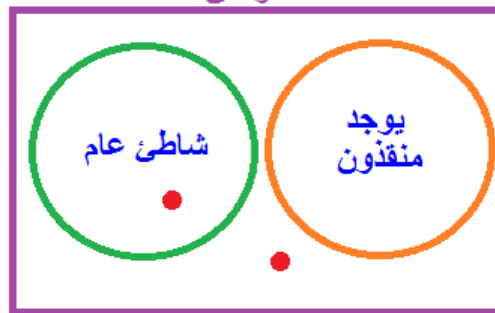 شاطئ عام
يوجد
منقذون